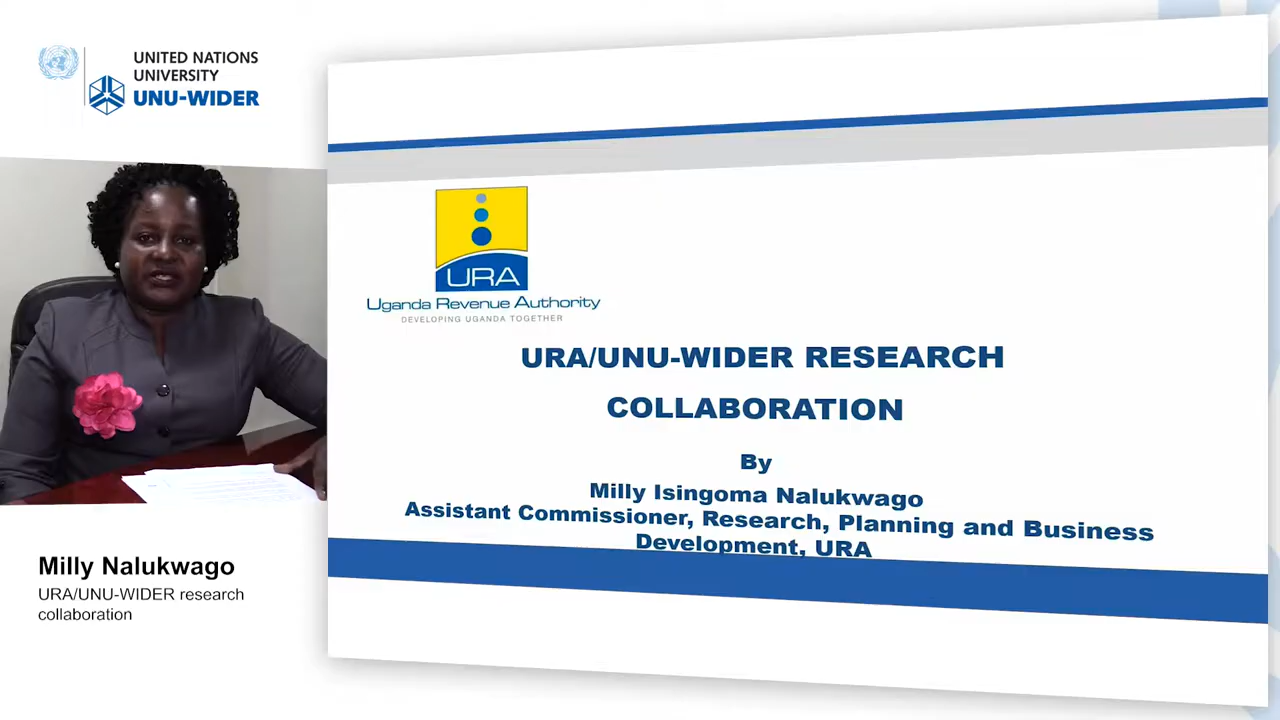 UNITED NATIONS
UNIVERSITY
UNU-WIDER
URA
Uganda Revenue Authority
DEVELOPING UGANDA TOGETHER
URA/UNU-WIDER RESEARCH
COLLABORATION
By
Milly Isingoma Nalukwago
Assistant Commissioner, Research, Planning and Business
Development, URA
Milly Nalukwago
URA/UNU-WIDER research
collaboration